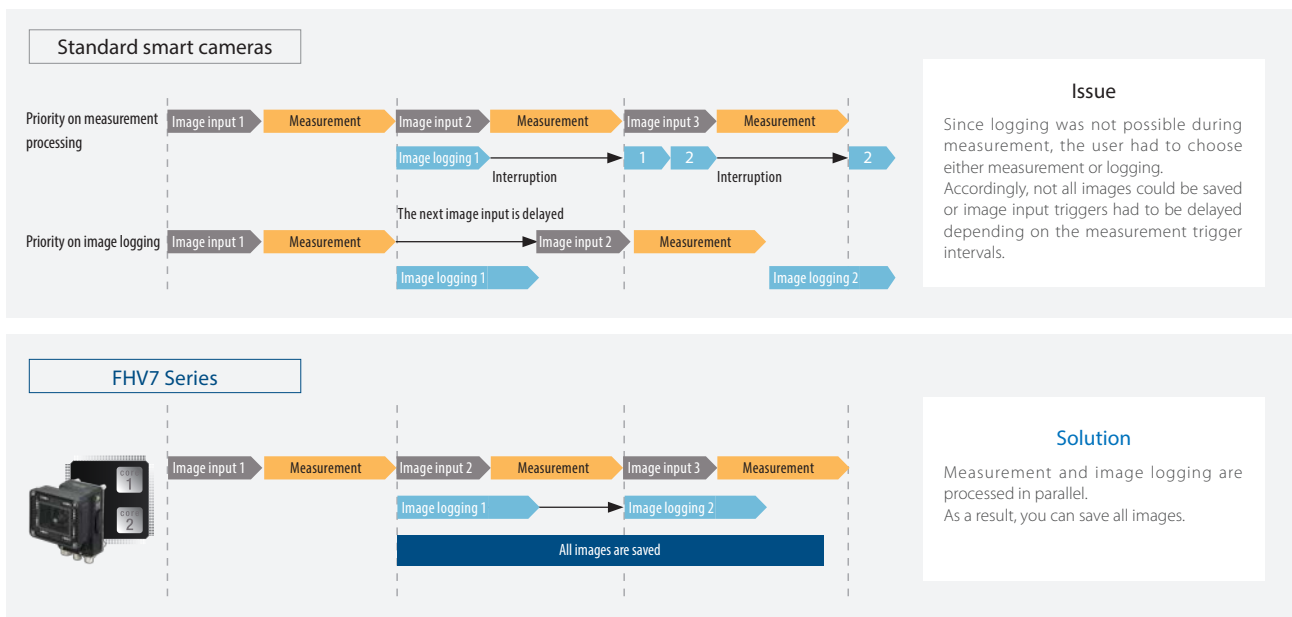 Standard smart cameras
Priority on measurement
processing
Image input 1
Measurement
Image input 2
Measurement
Image input 3
Measurement
Image logging 1
Interruption
1
2
Interruption
2
The next image input is delayed
Priority on image logging
Image input 1
Measurement
Image input 2
Measurement
Image logging 1
Image logging 2
Issue
Since logging was not possible during
measurement, the user had to choose
either measurement or logging.
Accordingly, not all images could be saved
or image input triggers had to be delayed
depending on the measurement trigger
intervals.
FHV7 Series
core
1
core
2
Image input 1
Measurement
Image input 2
Measurement
Image input 3
Measurement
Image logging 1
Image logging 2
All images are saved
Solution
Measurement and image logging are
processed in parallel.
As a result, you can save all images.